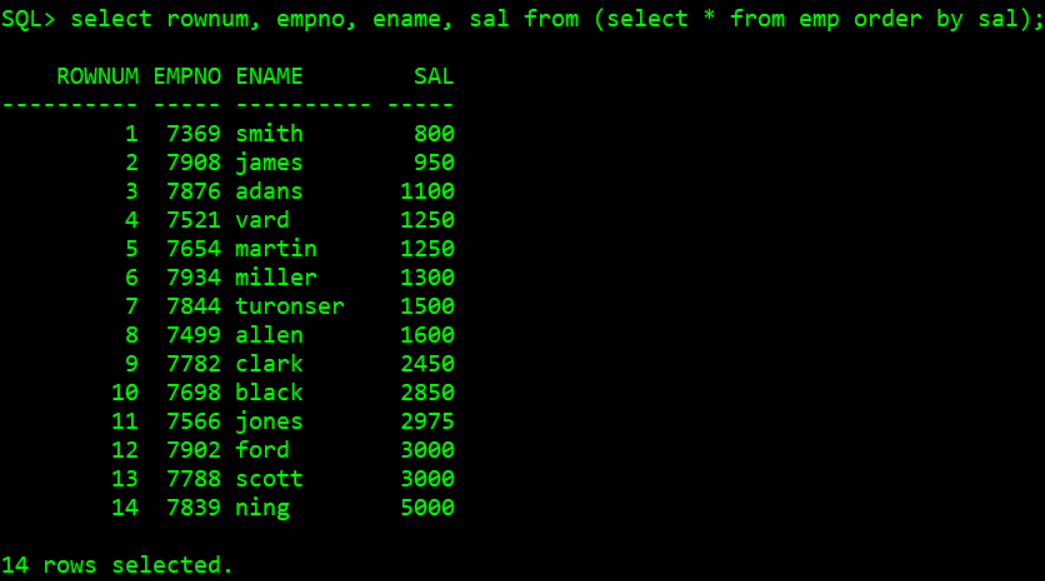 SQL> select rownum, empno, ename, sal from (select * from emp order by sal);
    ROWNUM EMPNO ENAME        SAL
---------- ----- ---------- -----
         1  7369 smith        800
         2  7908 james        950
         3  7876 adans       1100
         4  7521 vard        1250
         5  7654 martin      1250
         6  7934 miller      1300
         7  7844 turonser    1500
         8  7499 allen       1600
         9  7782 clark       2450
        10  7698 black       2850
        11  7566 jones       2975
        12  7902 ford        3000
        13  7788 scott       3000
        14  7839 ning        5000
14 rows selected.